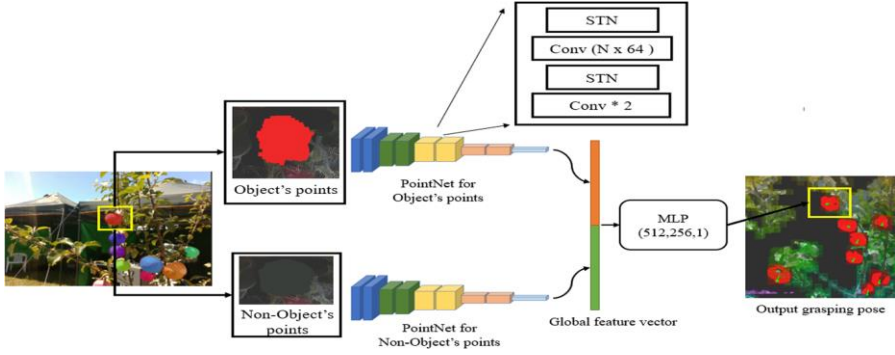 STN
Conv (N x 64 )
STN
Conv * 2
Object's points
PointNet for
Object's points
MLP
(512,256,1)
Non-Object's
points
PointNet for
Non-Object's points
Global feature vector
Output grasping pose